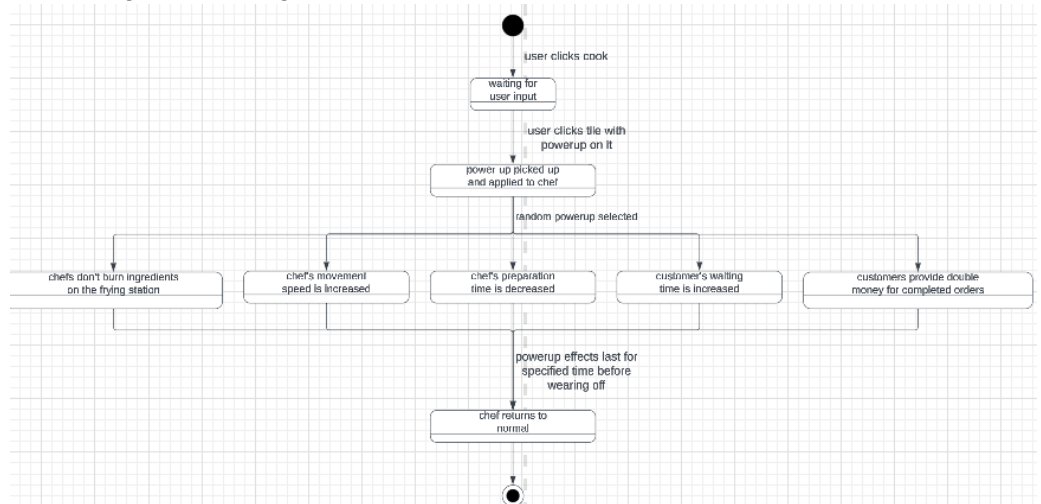 user clicks cook
waiting for
user input
user clicks tile with
powerup on it
power up picked up
and applied to chef
random powerup selected
chefs don't burn ingredients
on the frying station
chef's movement
speed is increased
chef's preparation
time is decreased
customer's waiting
time is increased
customers provide double
money for completed orders
powerup effects last for
specified time before
wearing off
chef returns to
normal